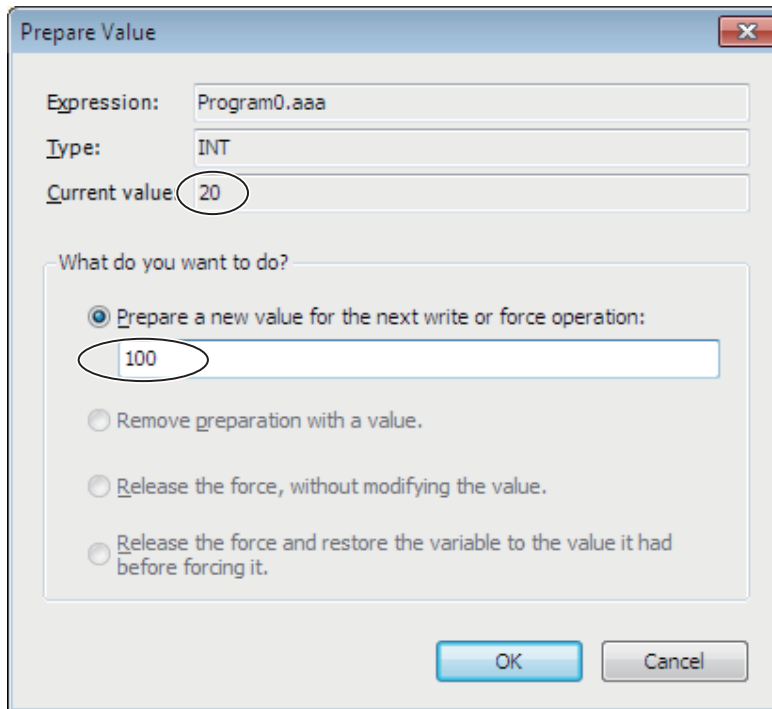 Prepare Value
Expression: Program0.aaa
Type: INT
Current value 20
What do you want to do?
Prepare a new value for the next write or force operation:
100
Remove preparation with a value.
Release the force, without modifying the value.
Release the force and restore the variable to the value it had
before forcing it.
OK Cancel